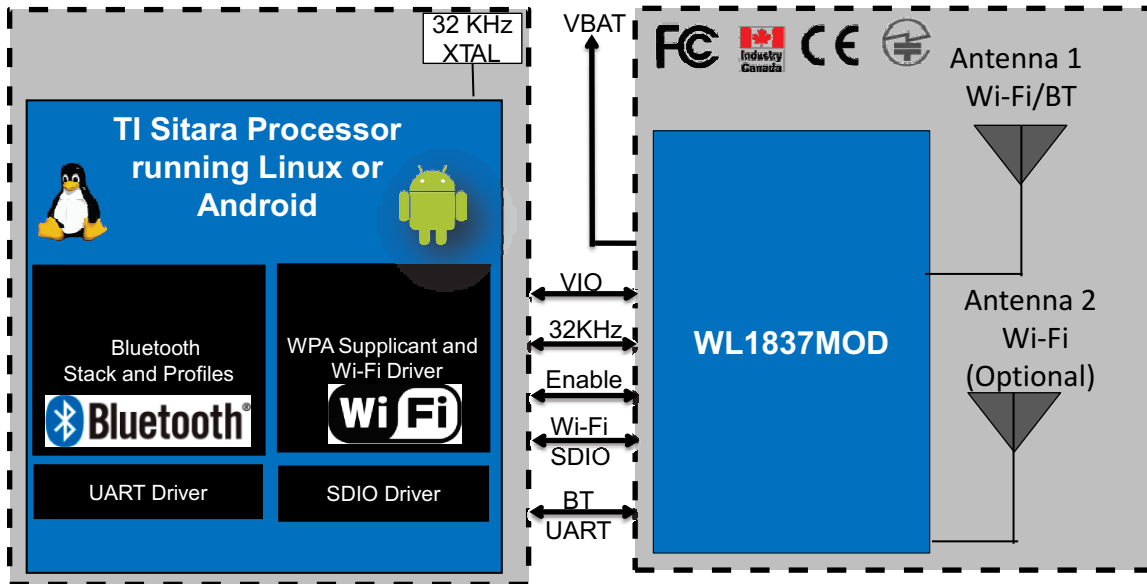 32 KHz
XTAL
TI Sitara Processor
running Linux or
Android
Bluetooth
Stack and Profiles
Bluetooth®
WPA Supplicant and
Wi-Fi Driver
Wi Fi
UART Driver
SDIO Driver
VBAT
VIO
32KHz
Enable
Wi-Fi
SDIO
BT
UART
FC
Industry
Canada
CE
Antenna 1
Wi-Fi/BT
WL1837MOD
Antenna 2
Wi-Fi
(Optional)